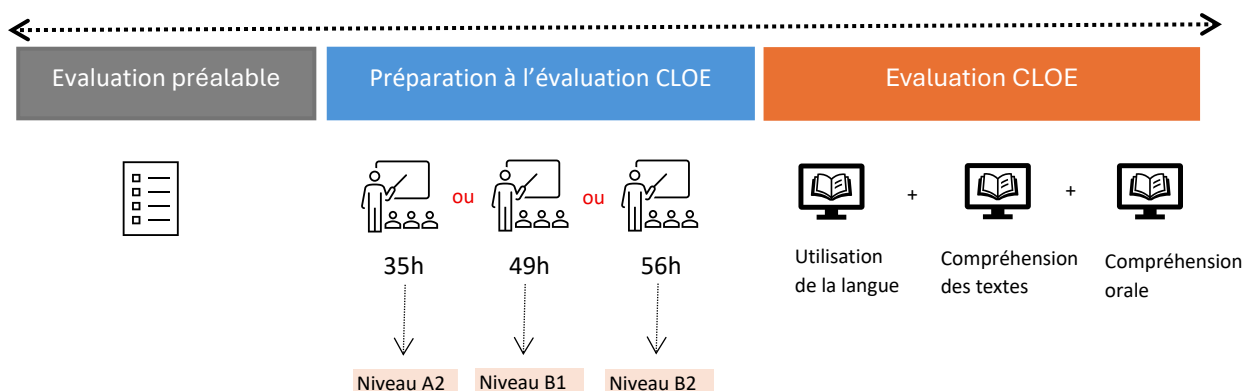 Evaluation préalable
Préparation à l’évaluation CLOE
Evaluation CLOE
ou
ou
+
+
35h
49h
56h
Utilisation
de la langue
Compréhension
des textes
Compréhension
orale
Niveau A2
Niveau B1
Niveau B2